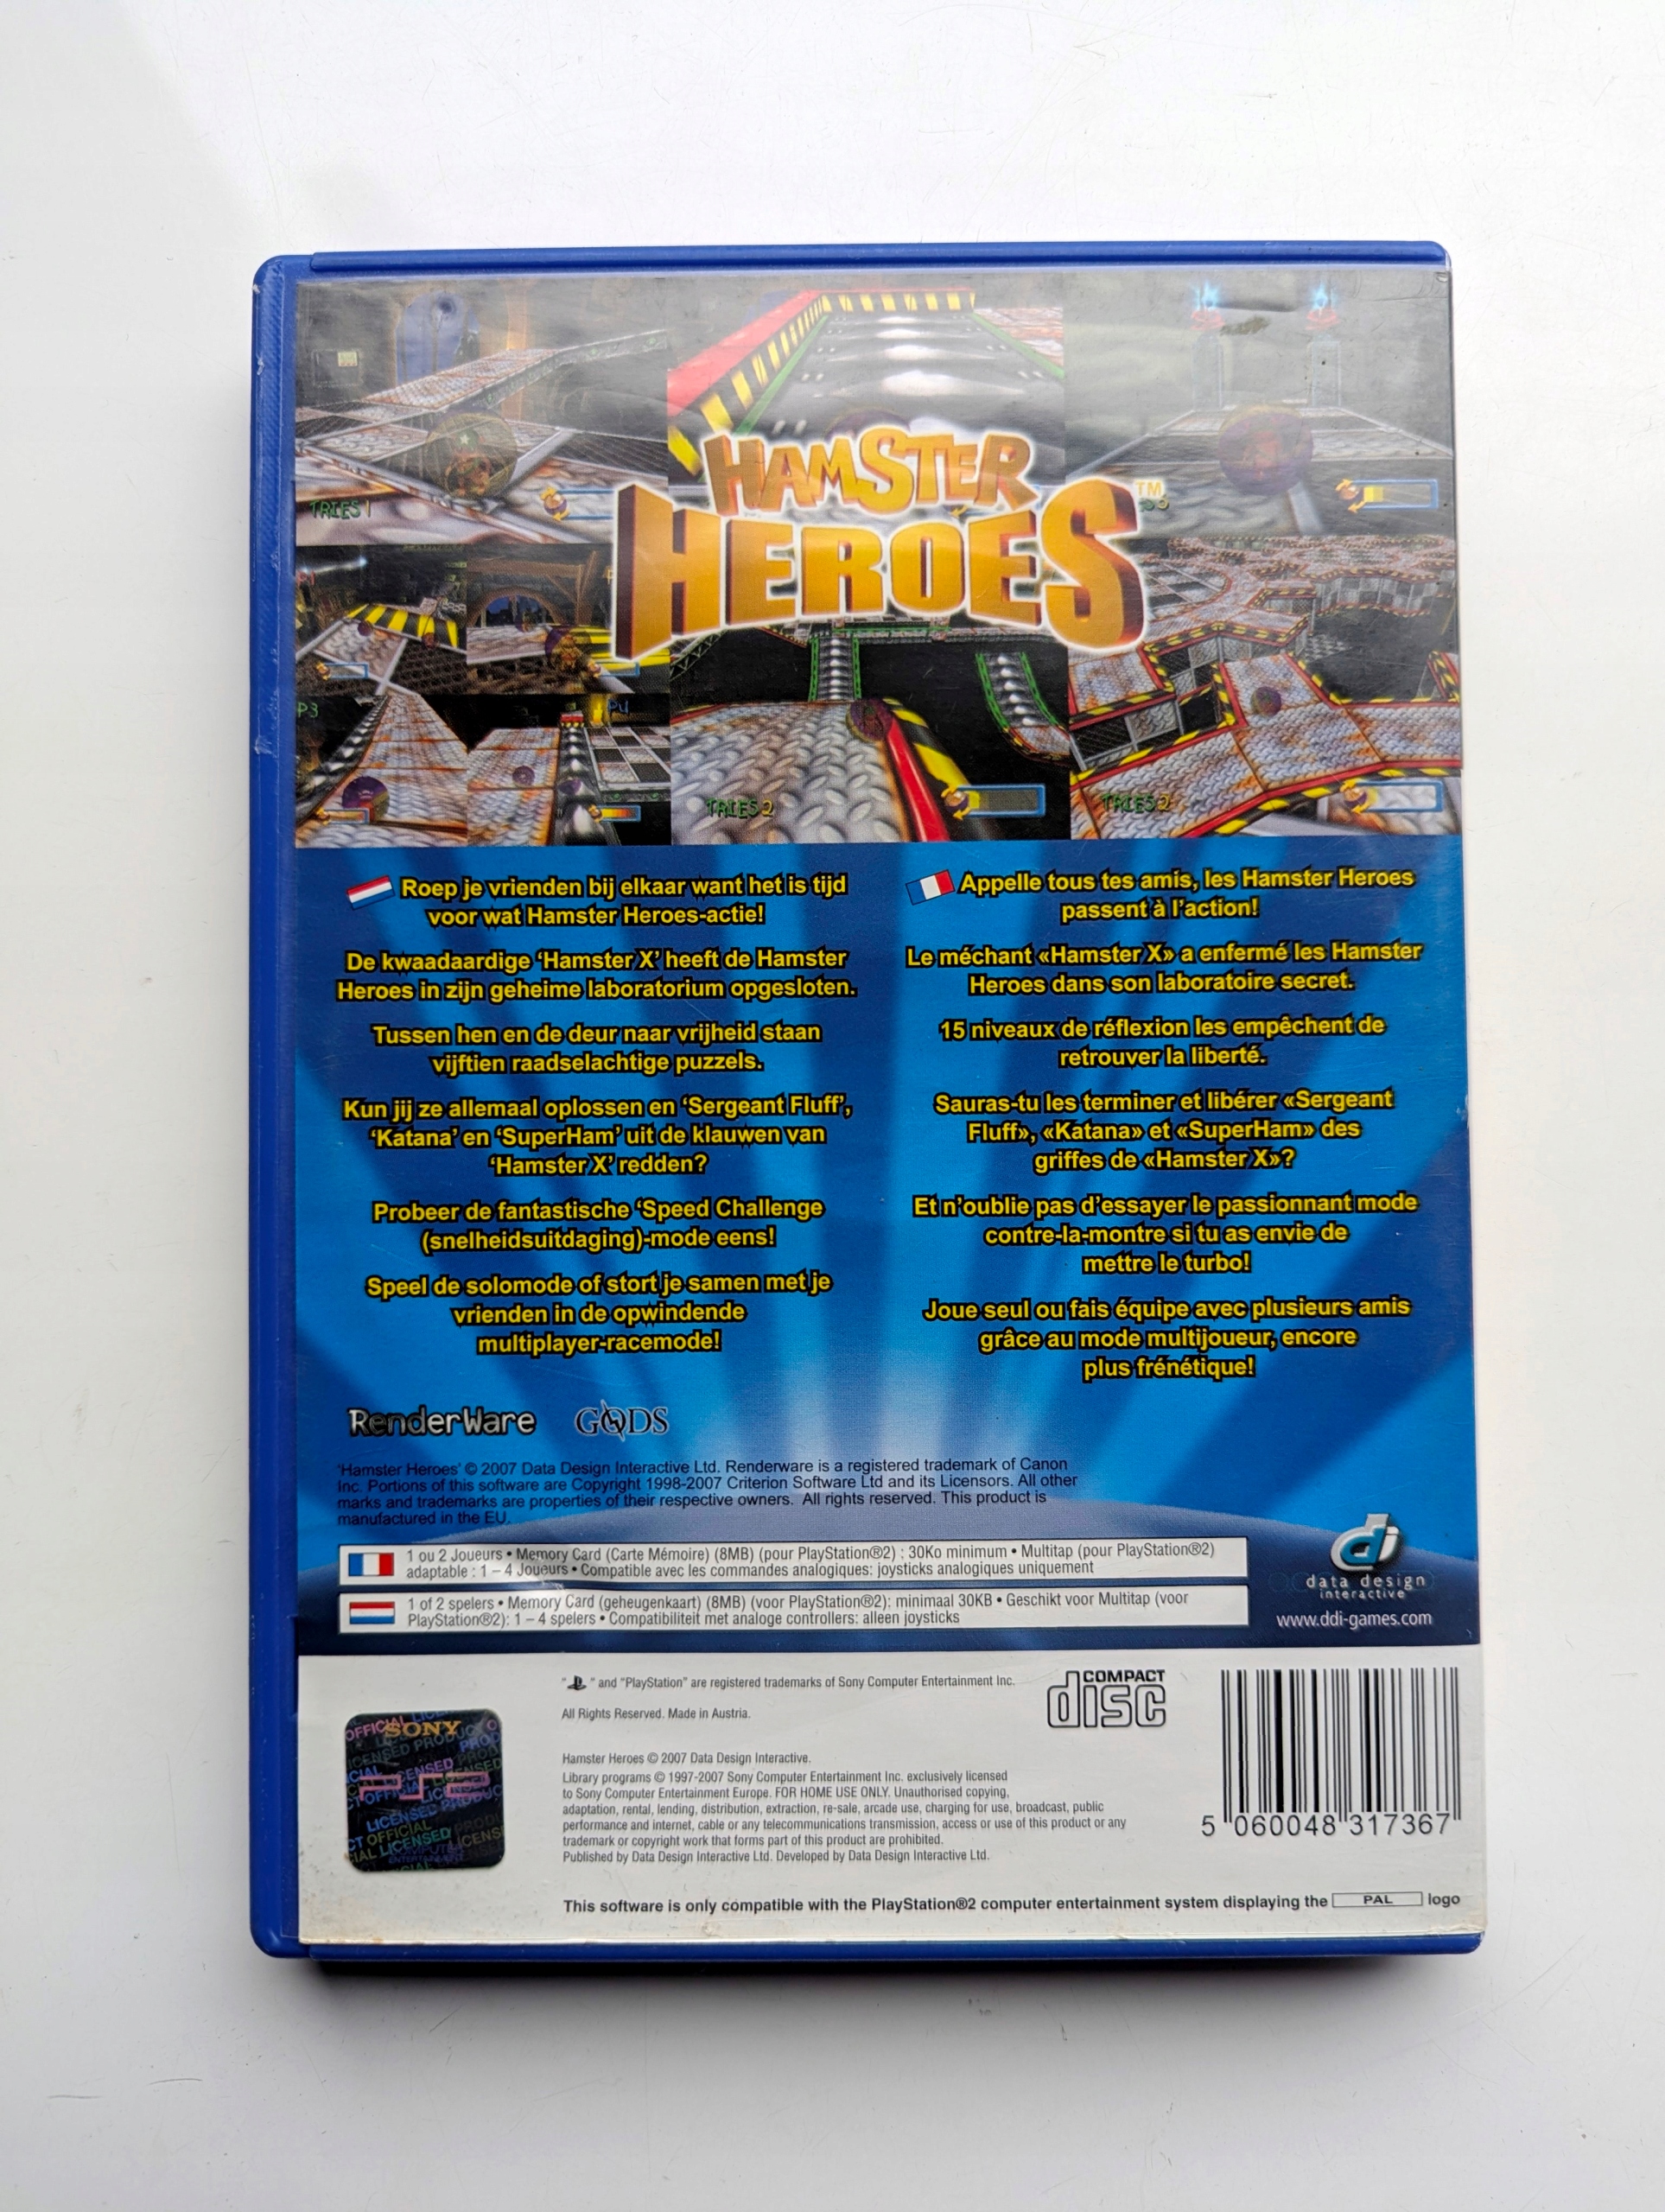 HAMSTER
HEROES™
TRIES 1
P3
P4
TRIES 2
TRIES 2
Roep je vrienden bij elkaar want het is tijd
voor wat Hamster Heroes-actie!
De kwaadaardige ‘Hamster X’ heeft de Hamster
Heroes in zijn geheime laboratorium opgesloten.
Tussen hen en de deur naar vrijheid staan
vijftien raadselachtige puzzels.
Kun jij ze allemaal oplossen en ‘Sergeant Fluff’,
‘Katana’ en ‘SuperHam’ uit de klauwen van
‘Hamster X’ redden?
Probeer de fantastische ‘Speed Challenge
(snelheidsuitdaging)-mode eens!
Speel de solomode of stort je samen met je
vrienden in de opwindende
multiplayer-racemode!
Appelle tous tes amis, les Hamster Heroes
passent à l’action!
Le méchant «Hamster X» a enfermé les Hamster
Heroes dans son laboratoire secret.
15 niveaux de réflexion les empêchent de
retrouver la liberté.
Sauras-tu les terminer et libérer «Sergeant
Fluff», «Katana» et «SuperHam» des
griffes de «Hamster X»?
Et n’oublie pas d’essayer le passionnant mode
contre-la-montre si tu as envie de
mettre le turbo!
Joue seul ou fais équipe avec plusieurs amis
grâce au mode multijoueur, encore
plus frénétique!
RenderWare GODS
‘Hamster Heroes’ © 2007 Data Design Interactive Ltd. Renderware is a registered trademark of Canon
Inc. Portions of this software are Copyright 1998-2007 Criterion Software Ltd and its Licensors. All other
marks and trademarks are properties of their respective owners. All rights reserved. This product is
manufactured in the EU.
1 ou 2 Joueurs • Memory Card (Carte Mémoire) (8MB) (pour PlayStation®2) : 30Ko minimum • Multitap (pour PlayStation®2)
adaptable : 1 – 4 Joueurs • Compatible avec les commandes analogiques: joysticks analogiques uniquement
1 of 2 spelers • Memory Card (geheugenkaart) (8MB) (voor PlayStation®2): minimaal 30KB • Geschikt voor Multitap (voor
PlayStation®2): 1 – 4 spelers • Compatibiliteit met analoge controllers: alleen joysticks
di
data design
interactive
www.ddi-games.com
“ ” and “PlayStation” are registered trademarks of Sony Computer Entertainment Inc.
All Rights Reserved. Made in Austria.
COMPACT
disc
Hamster Heroes © 2007 Data Design Interactive.
Library programs © 1997-2007 Sony Computer Entertainment Inc. exclusively licensed
to Sony Computer Entertainment Europe. FOR HOME USE ONLY. Unauthorised copying,
adaptation, rental, lending, distribution, extraction, re-sale, arcade use, charging for use, broadcast, public
performance and internet, cable or any telecommunications transmission, access or use of this product or any
trademark or copyright work that forms part of this product are prohibited.
Published by Data Design Interactive Ltd. Developed by Data Design Interactive Ltd.
SONY
PS2
OFFICIAL
LICENSED PRODUCT
5 060048 317367
This software is only compatible with the PlayStation®2 computer entertainment system displaying the PAL logo